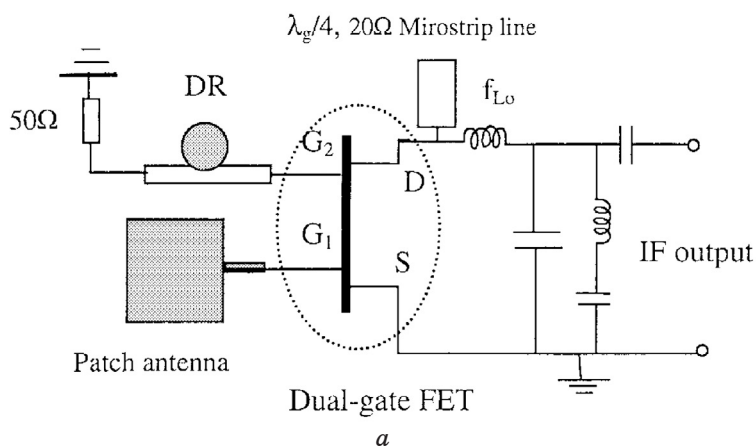 λg/4, 20Ω Mirostrip line
DR
fLo
50Ω
G2
D
G1
S
IF output
Patch antenna
Dual-gate FET
a